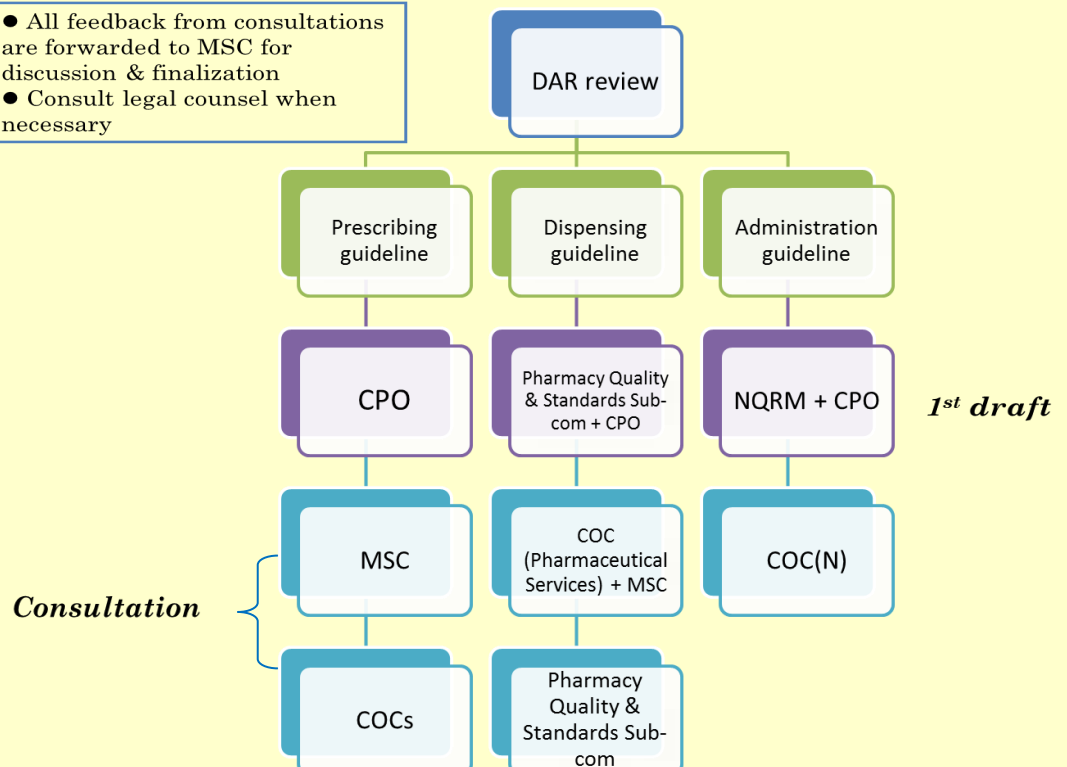 ● All feedback from consultations
are forwarded to MSC for
discussion & finalization
● Consult legal counsel when
necessary
DAR review
Prescribing
guideline
Dispensing
guideline
Administration
guideline
CPO
Pharmacy Quality
& Standards Sub-
com + CPO
NQRM + CPO
1st draft
MSC
COC
(Pharmaceutical
Services) + MSC
COC(N)
Consultation
COCs
Pharmacy
Quality &
Standards Sub-
com